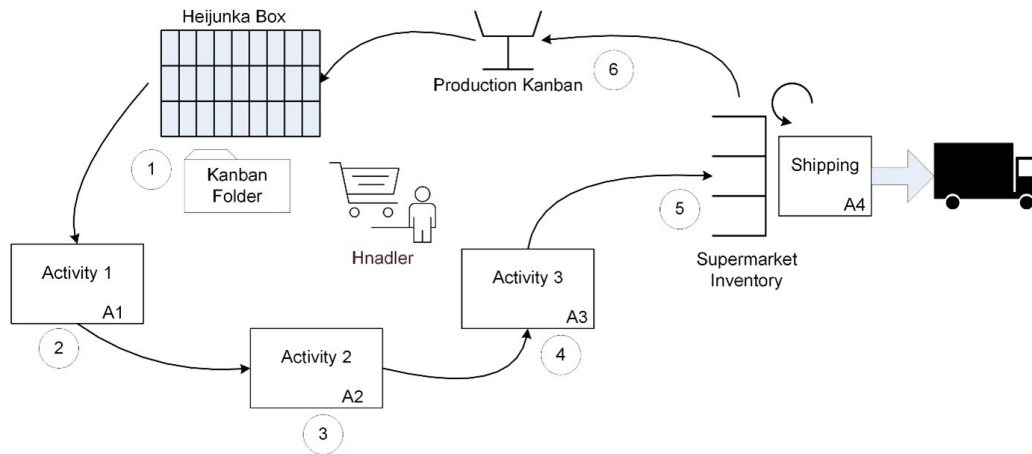 Heijunka Box
Production Kanban
6
1
Kanban
Folder
Shipping
A4
5
Hnadler
Supermarket
Inventory
Activity 1
A1
Activity 3
A3
2
4
Activity 2
A2
3